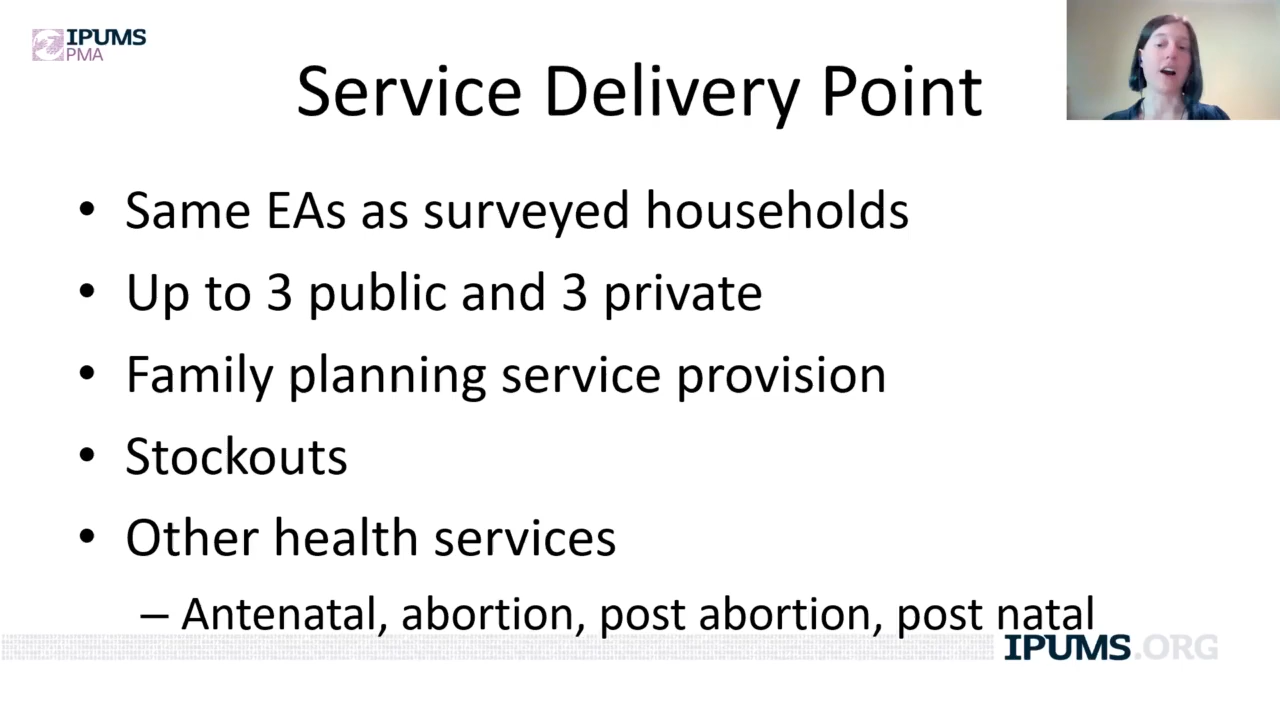 IPUMS
PMA
Service Delivery Point
• Same EAs as surveyed households
• Up to 3 public and 3 private
• Family planning service provision
• Stockouts
• Other health services
– Antenatal, abortion, post abortion, post natal
IPUMS.ORG